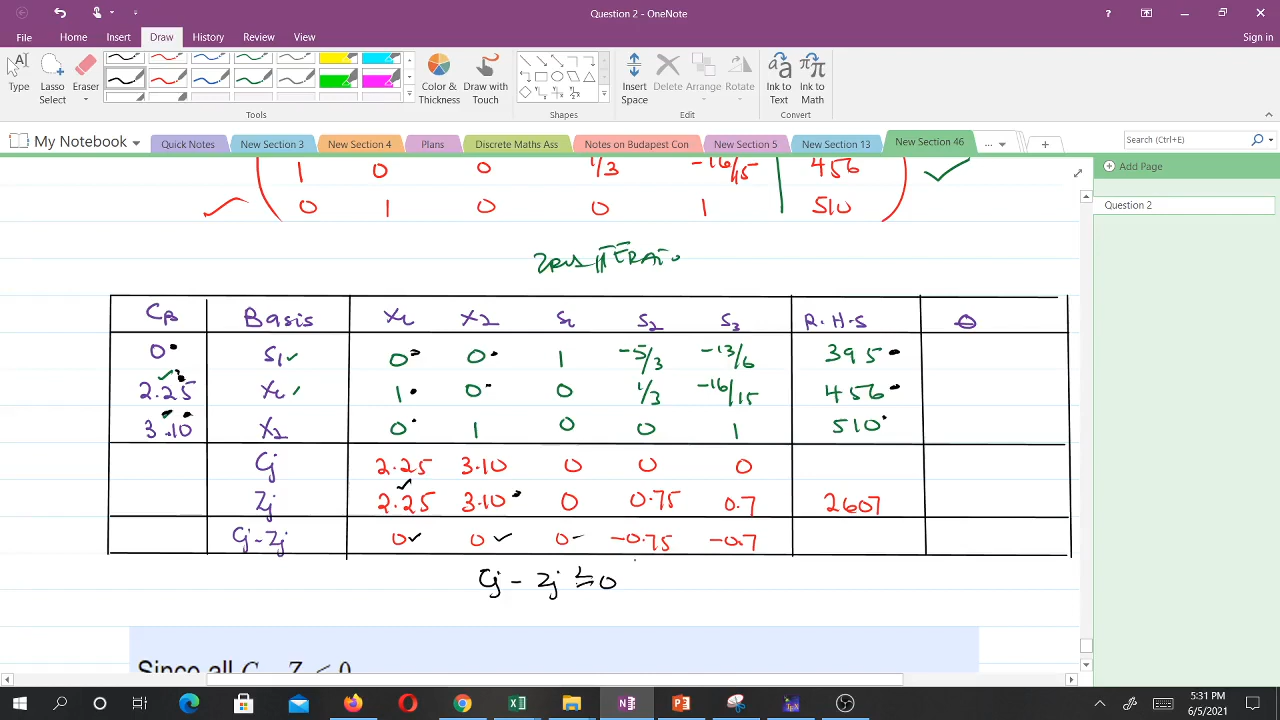 Question 2 - OneNote
Sign in
File Home Insert Draw History Review View
Type Lasso Select Eraser Color & Thickness Draw with Touch Insert Space Delete Arrange Rotate Ink to Text Ink to Math
Tools Shapes Edit Convert
My Notebook Quick Notes New Section 3 New Section 4 Plans Discrete Maths Ass Notes on Budapest Con New Section 5 New Section 13 New Section 46 ... Search (Ctrl+E)
Add Page
Question 2
1 0 0 1/3 -16/15 456
0 1 0 0 1 510
CB Basis x1 x2 S1 S2 S3 R.H.S θ
0 S1 0 0 1 -5/3 -13/6 395
2.25 x1 1 0 0 1/3 -16/15 456
3.10 x2 0 1 0 0 1 510
Cj 2.25 3.10 0 0 0
Zj 2.25 3.10 0 0.75 0.7 2607
Cj - Zj 0 0 0 -0.75 -0.7
Cj - Zj ≤ 0
Since all
5:31 PM
6/5/2021